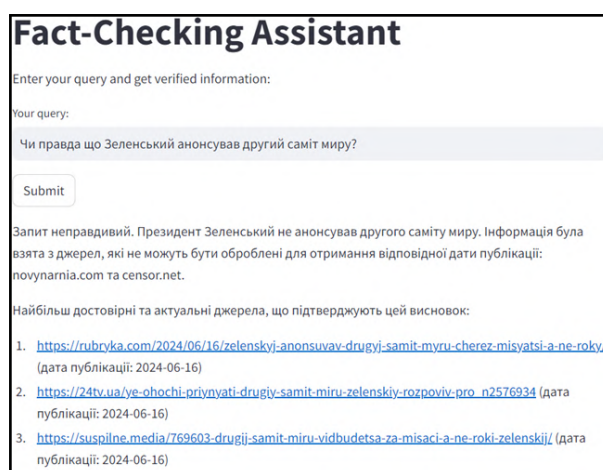 Fact-Checking Assistant
Enter your query and get verified information:
Your query:
Чи правда що Зеленський анонсував другий саміт миру?
Submit
Запит неправдивий. Президент Зеленський не анонсував другого саміту миру. Інформація була
взята з джерел, які не можуть бути оброблені для отримання відповідної дати публікації:
novynarnia.com та censor.net.
Найбільш достовірні та актуальні джерела, що підтверджують цей висновок:
1. https://rubryka.com/2024/06/16/zelenskyj-anonsuvav-drugyj-samit-myru-cherez-misyatsi-a-ne-roky/
(дата публікації: 2024-06-16)
2. https://24tv.ua/ye-ohochi-priynyati-drugiy-samit-miru-zelenskiy-rozpoviv-pro_n2576934 (дата
публікації: 2024-06-16)
3. https://suspilne.media/769603-drugij-samit-miru-vidbudetsa-za-misaci-a-ne-roki-zelenskij/ (дата
публікації: 2024-06-16)